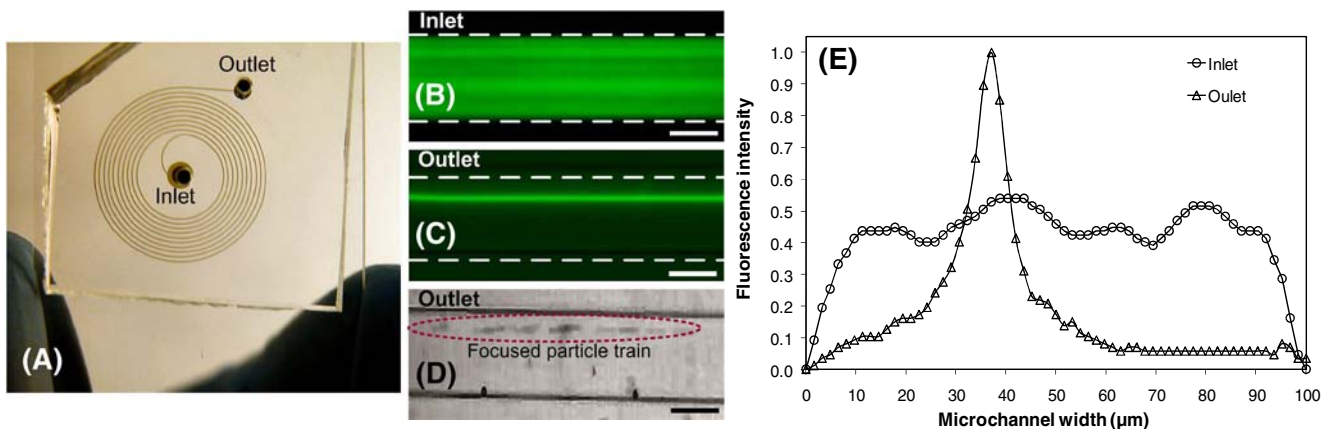 Outlet
Inlet
(A)
Inlet
(B)
Outlet
(C)
Outlet
Focused particle train
(D)
(E)
Inlet
Oulet
Fluorescence intensity
1.0
0.9
0.8
0.7
0.6
0.5
0.4
0.3
0.2
0.1
0.0
0 10 20 30 40 50 60 70 80 90 100
Microchannel width (µm)